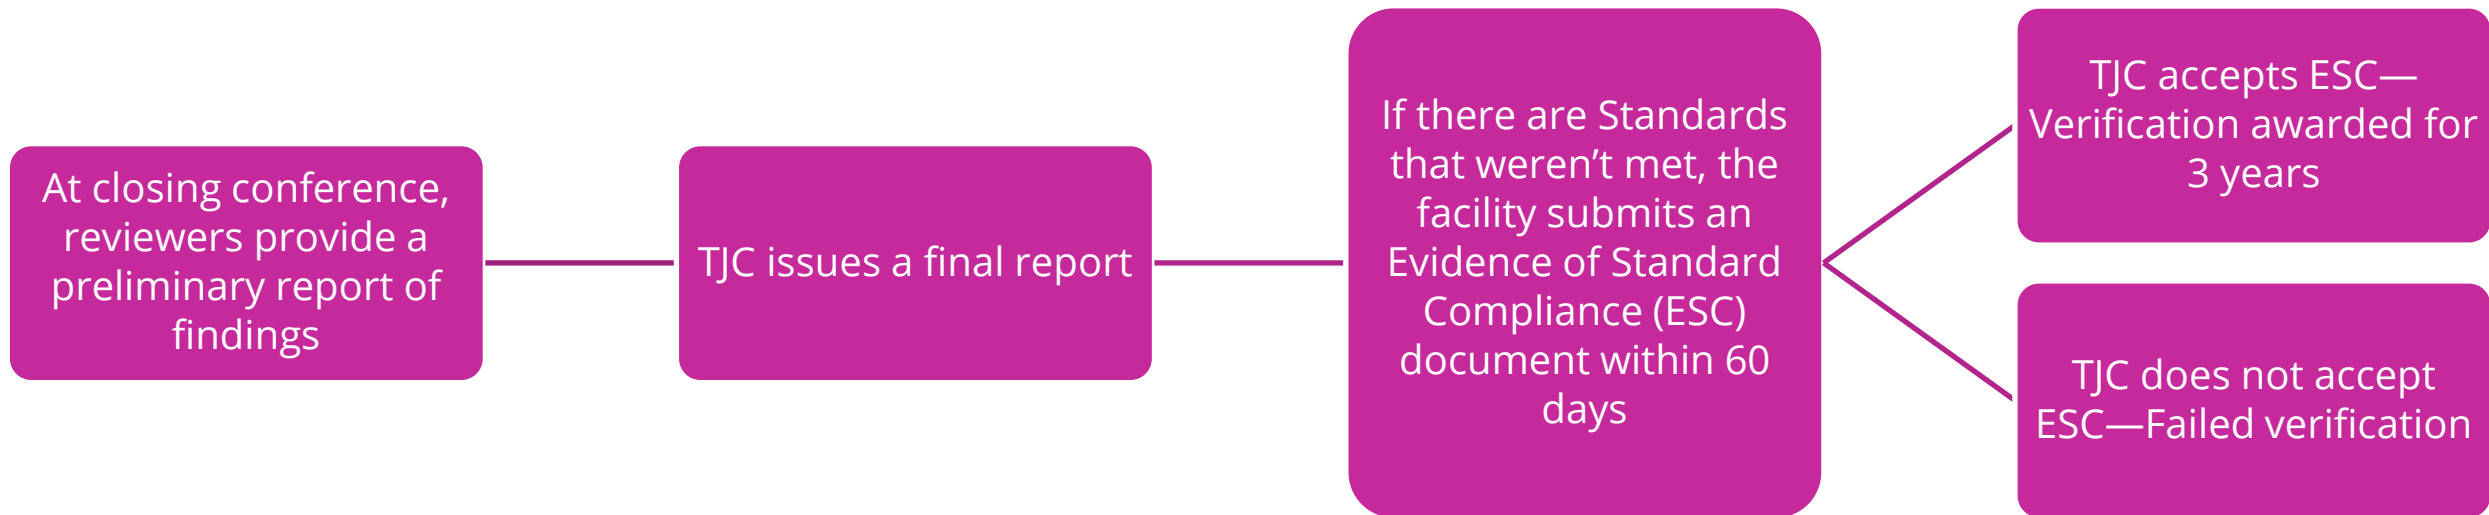 At closing conference,
reviewers provide a
preliminary report of
findings
TJC issues a final report
If there are Standards
that weren’t met, the
facility submits an
Evidence of Standard
Compliance (ESC)
document within 60
days
TJC accepts ESC—
Verification awarded for
3 years
TJC does not accept
ESC—Failed verification